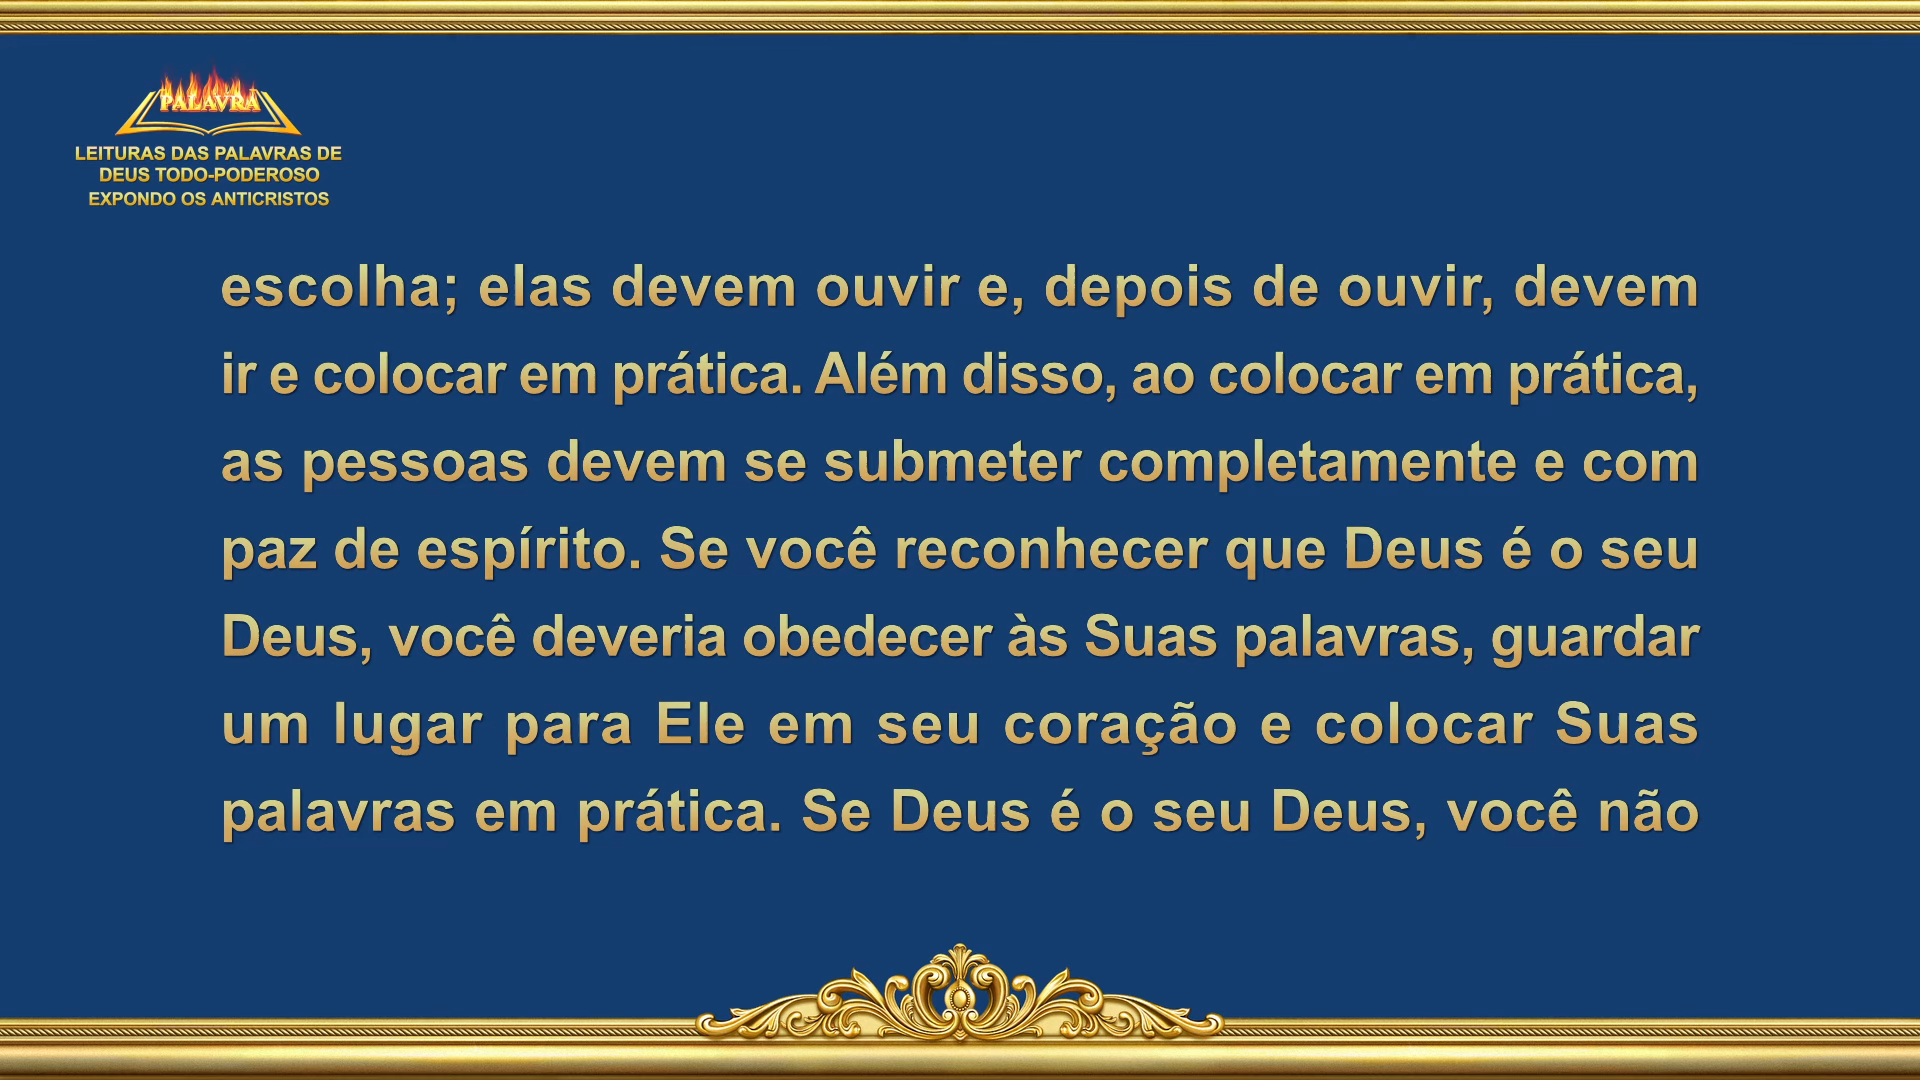 PALAVRA
LEITURAS DAS PALAVRAS DE
DEUS TODO-PODEROSO
EXPONDO OS ANTICRISTOS
escolha; elas devem ouvir e, depois de ouvir, devem
ir e colocar em prática. Além disso, ao colocar em prática,
as pessoas devem se submeter completamente e com
paz de espírito. Se você reconhecer que Deus é o seu
Deus, você deveria obedecer às Suas palavras, guardar
um lugar para Ele em seu coração e colocar Suas
palavras em prática. Se Deus é o seu Deus, você não